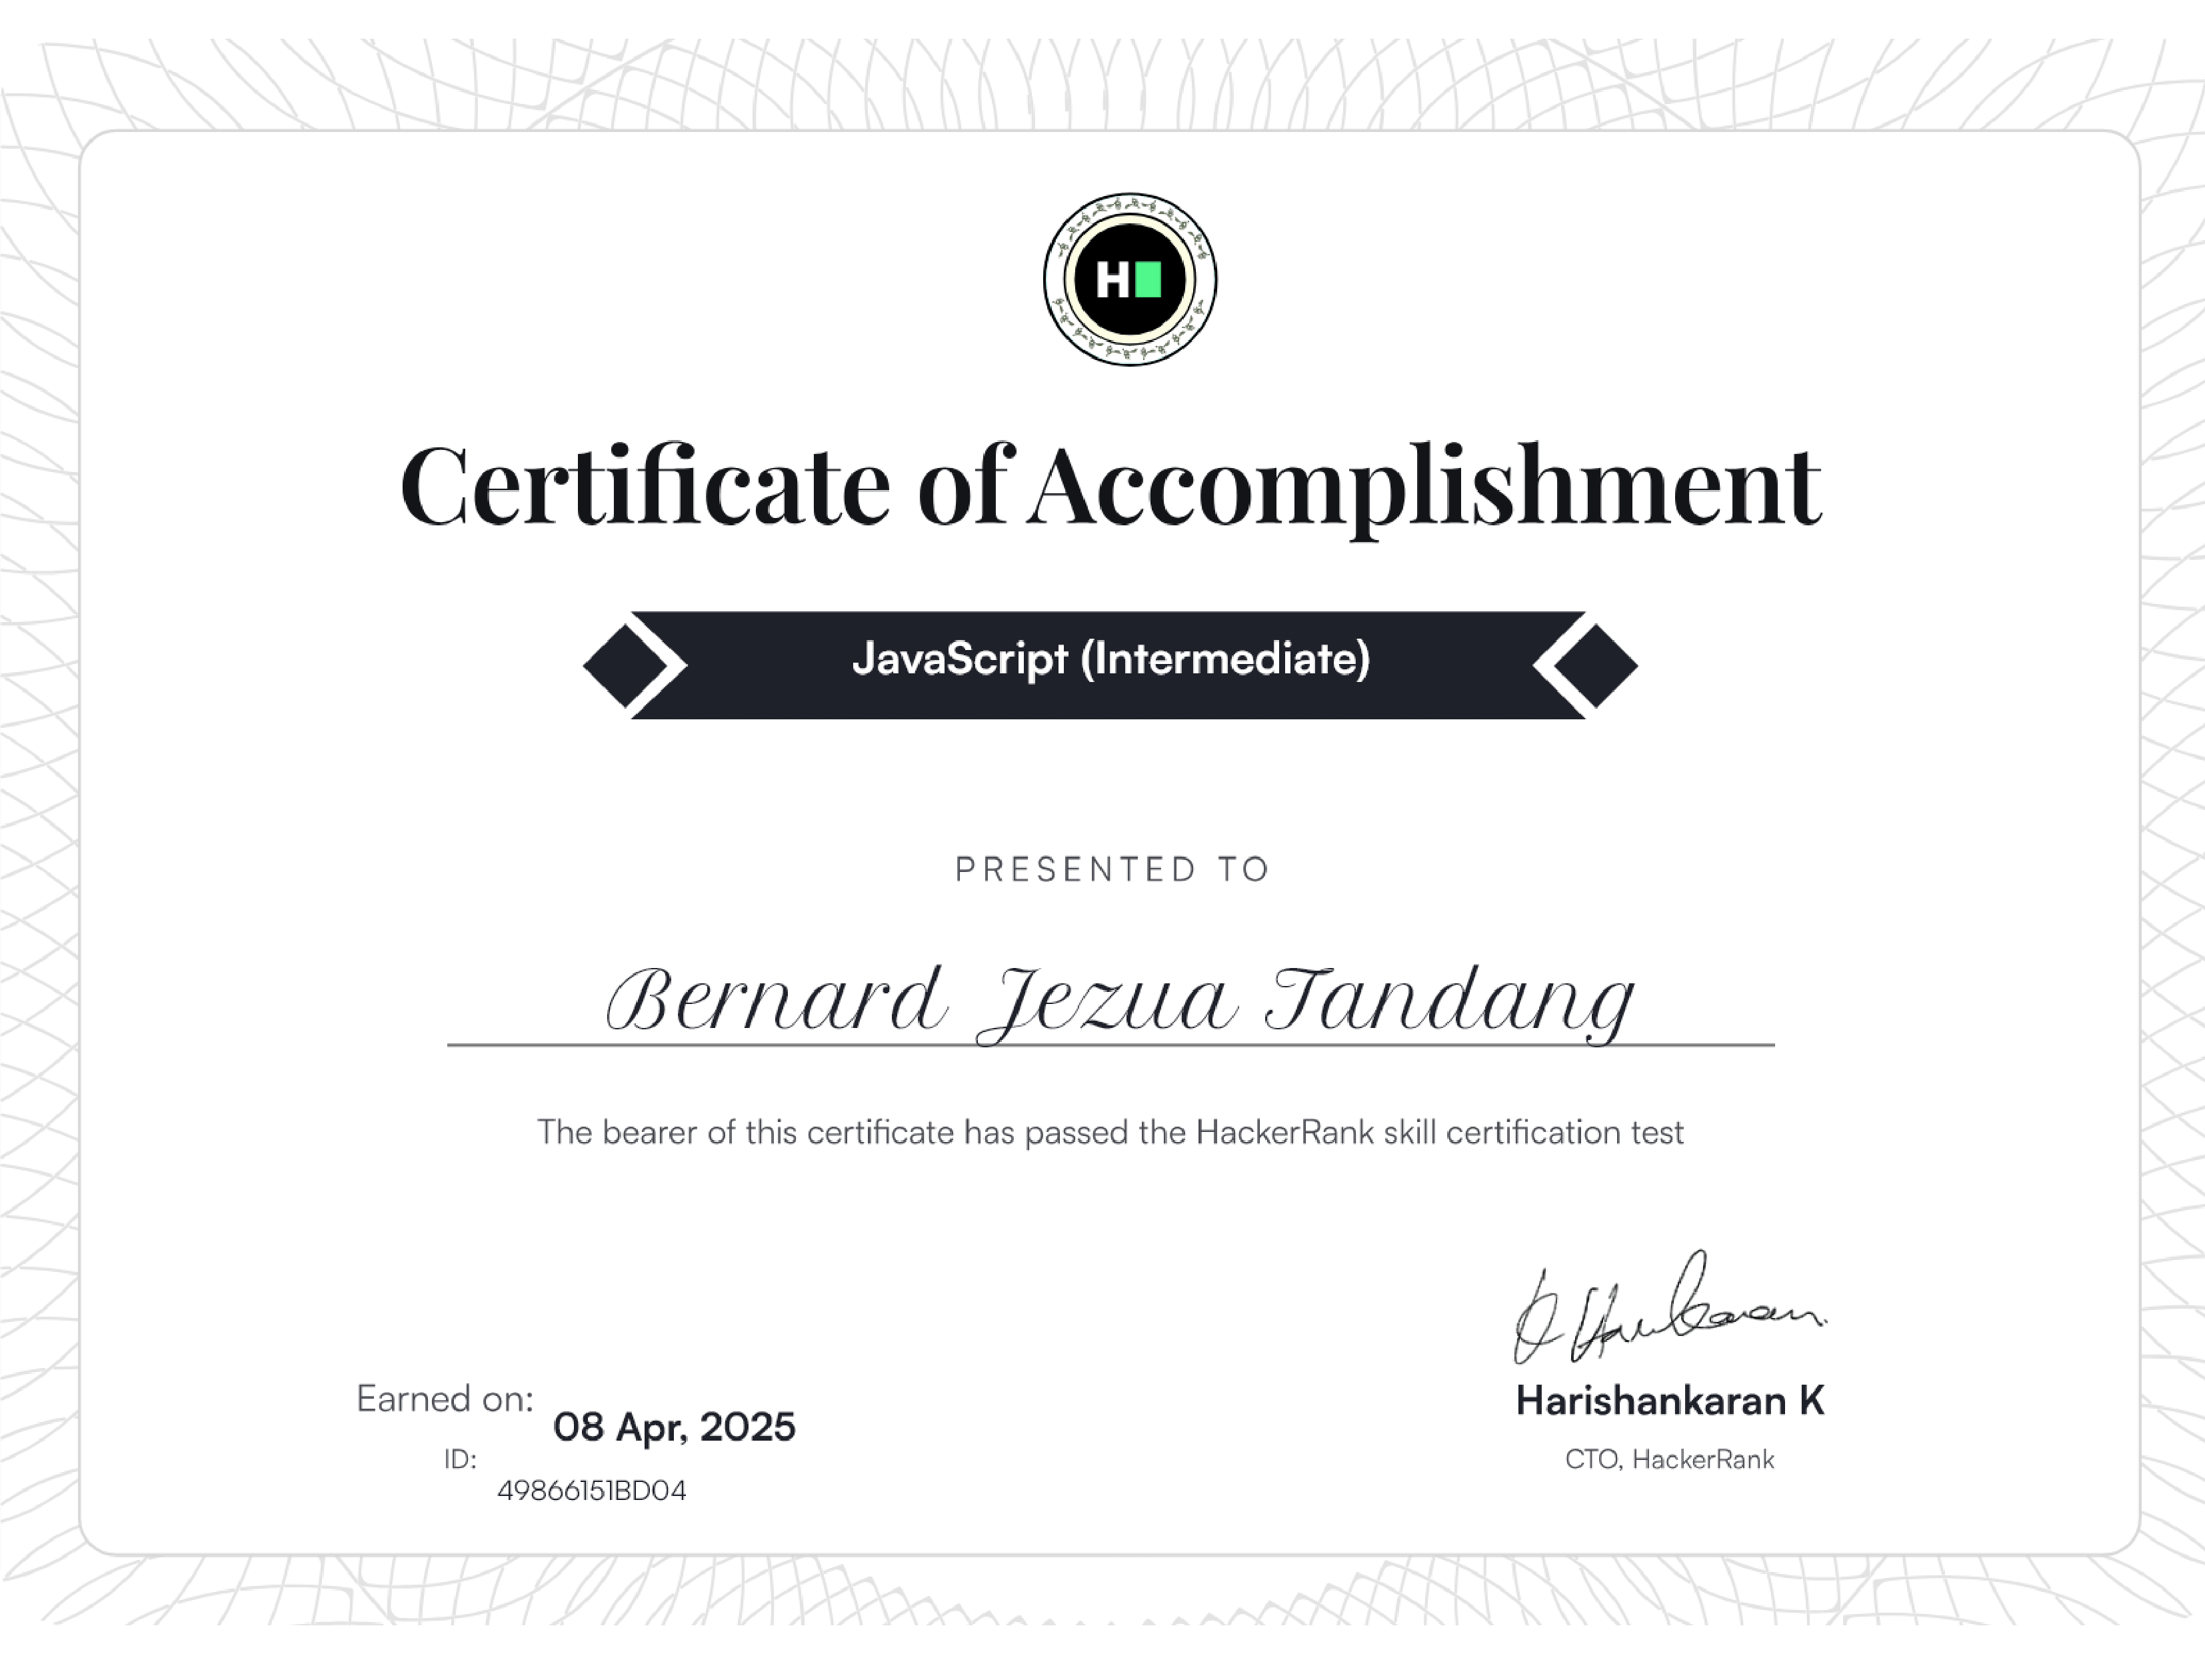 H
Certificate of Accomplishment
JavaScript (Intermediate)
PRESENTED TO
Bernard Jezua Tandang
The bearer of this certificate has passed the HackerRank skill certification test
Earned on: 08 Apr, 2025
ID: 49866151BD04
Harishankaran K
CTO, HackerRank